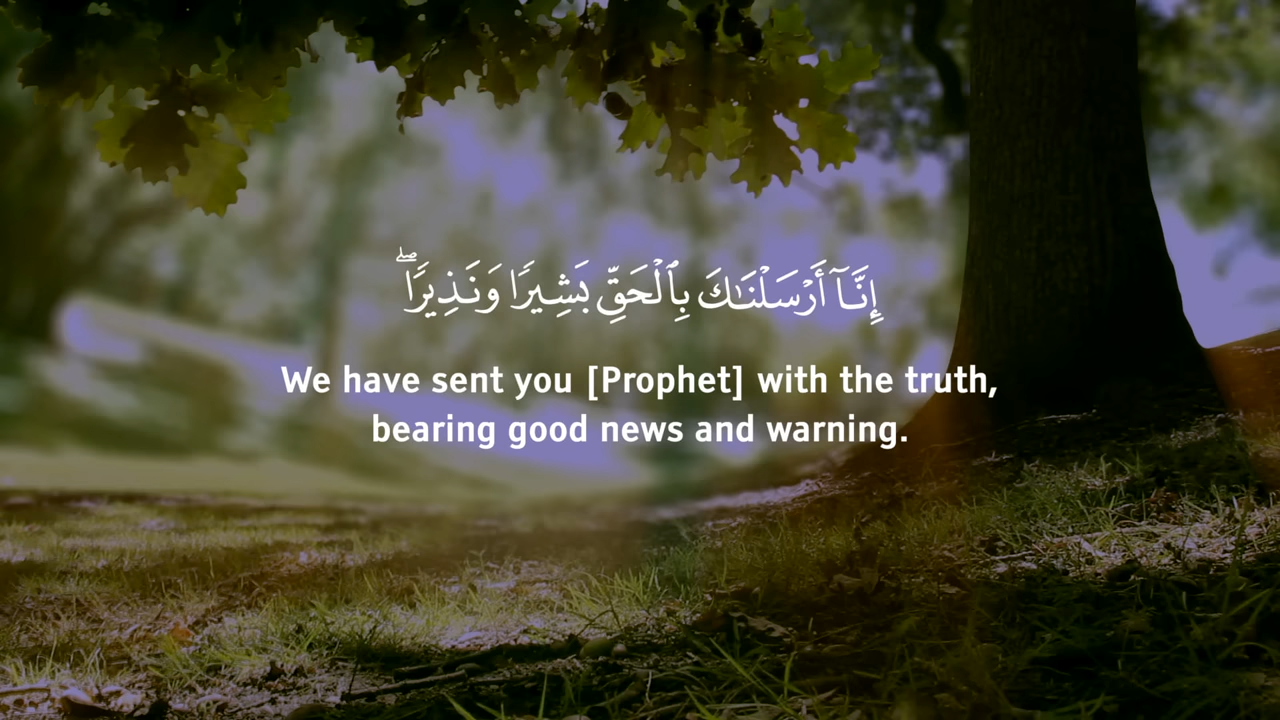 إِنَّآ أَرْسَلْنَـٰكَ بِٱلْحَقِّ بَشِيرًا وَنَذِيرًا ۖ
We have sent you [Prophet] with the truth,
bearing good news and warning.